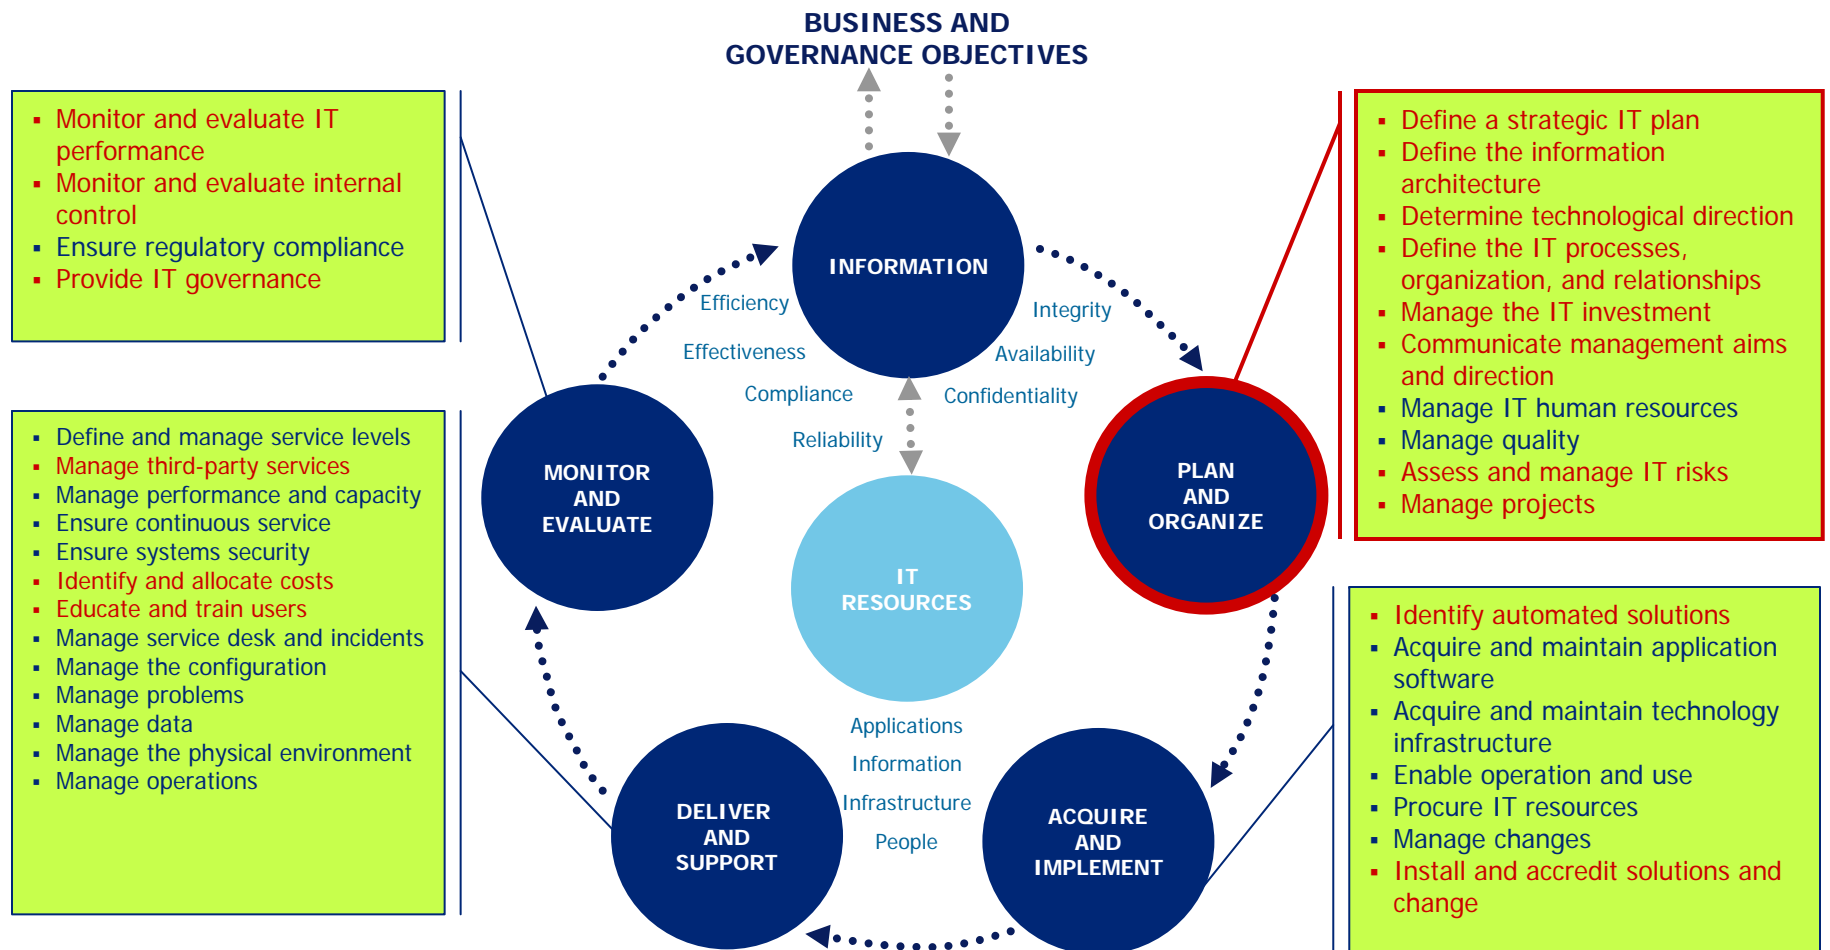 BUSINESS AND
GOVERNANCE OBJECTIVES
▪ Monitor and evaluate IT
performance
▪ Monitor and evaluate internal
control
▪ Ensure regulatory compliance
▪ Provide IT governance
▪ Define and manage service levels
▪ Manage third-party services
▪ Manage performance and capacity
▪ Ensure continuous service
▪ Ensure systems security
▪ Identify and allocate costs
▪ Educate and train users
▪ Manage service desk and incidents
▪ Manage the configuration
▪ Manage problems
▪ Manage data
▪ Manage the physical environment
▪ Manage operations
INFORMATION
Efficiency
Effectiveness
Compliance
Reliability
Integrity
Availability
Confidentiality
MONITOR
AND
EVALUATE
IT
RESOURCES
PLAN
AND
ORGANIZE
Applications
Information
Infrastructure
People
DELIVER
AND
SUPPORT
ACQUIRE
AND
IMPLEMENT
▪ Define a strategic IT plan
▪ Define the information
architecture
▪ Determine technological direction
▪ Define the IT processes,
organization, and relationships
▪ Manage the IT investment
▪ Communicate management aims
and direction
▪ Manage IT human resources
▪ Manage quality
▪ Assess and manage IT risks
▪ Manage projects
▪ Identify automated solutions
▪ Acquire and maintain application
software
▪ Acquire and maintain technology
infrastructure
▪ Enable operation and use
▪ Procure IT resources
▪ Manage changes
▪ Install and accredit solutions and
change